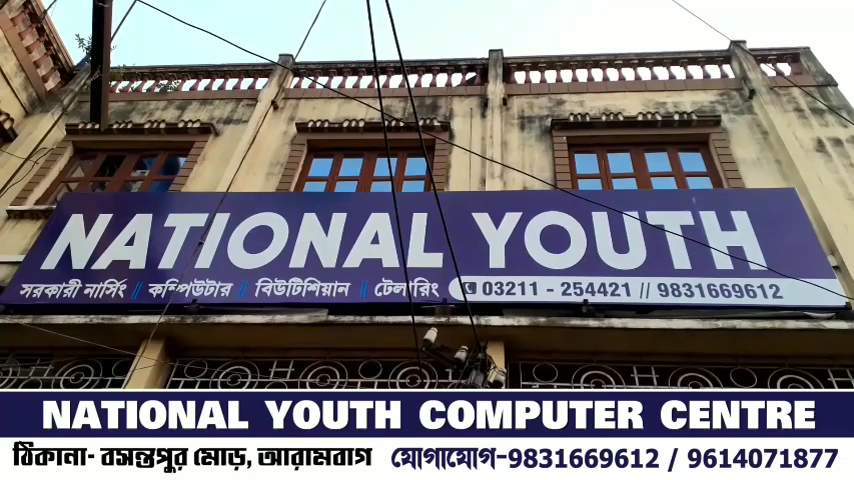 NATIONAL YOUTH
সরকারী নার্সিং // কম্পিউটার // বিউটিশিয়ান // টেলারিং 03211 - 254421 // 9831669612
NATIONAL YOUTH COMPUTER CENTRE
ঠিকানা- বসন্তপুর মোড়, আরামবাগ যোগাযোগ-9831669612 / 9614071877